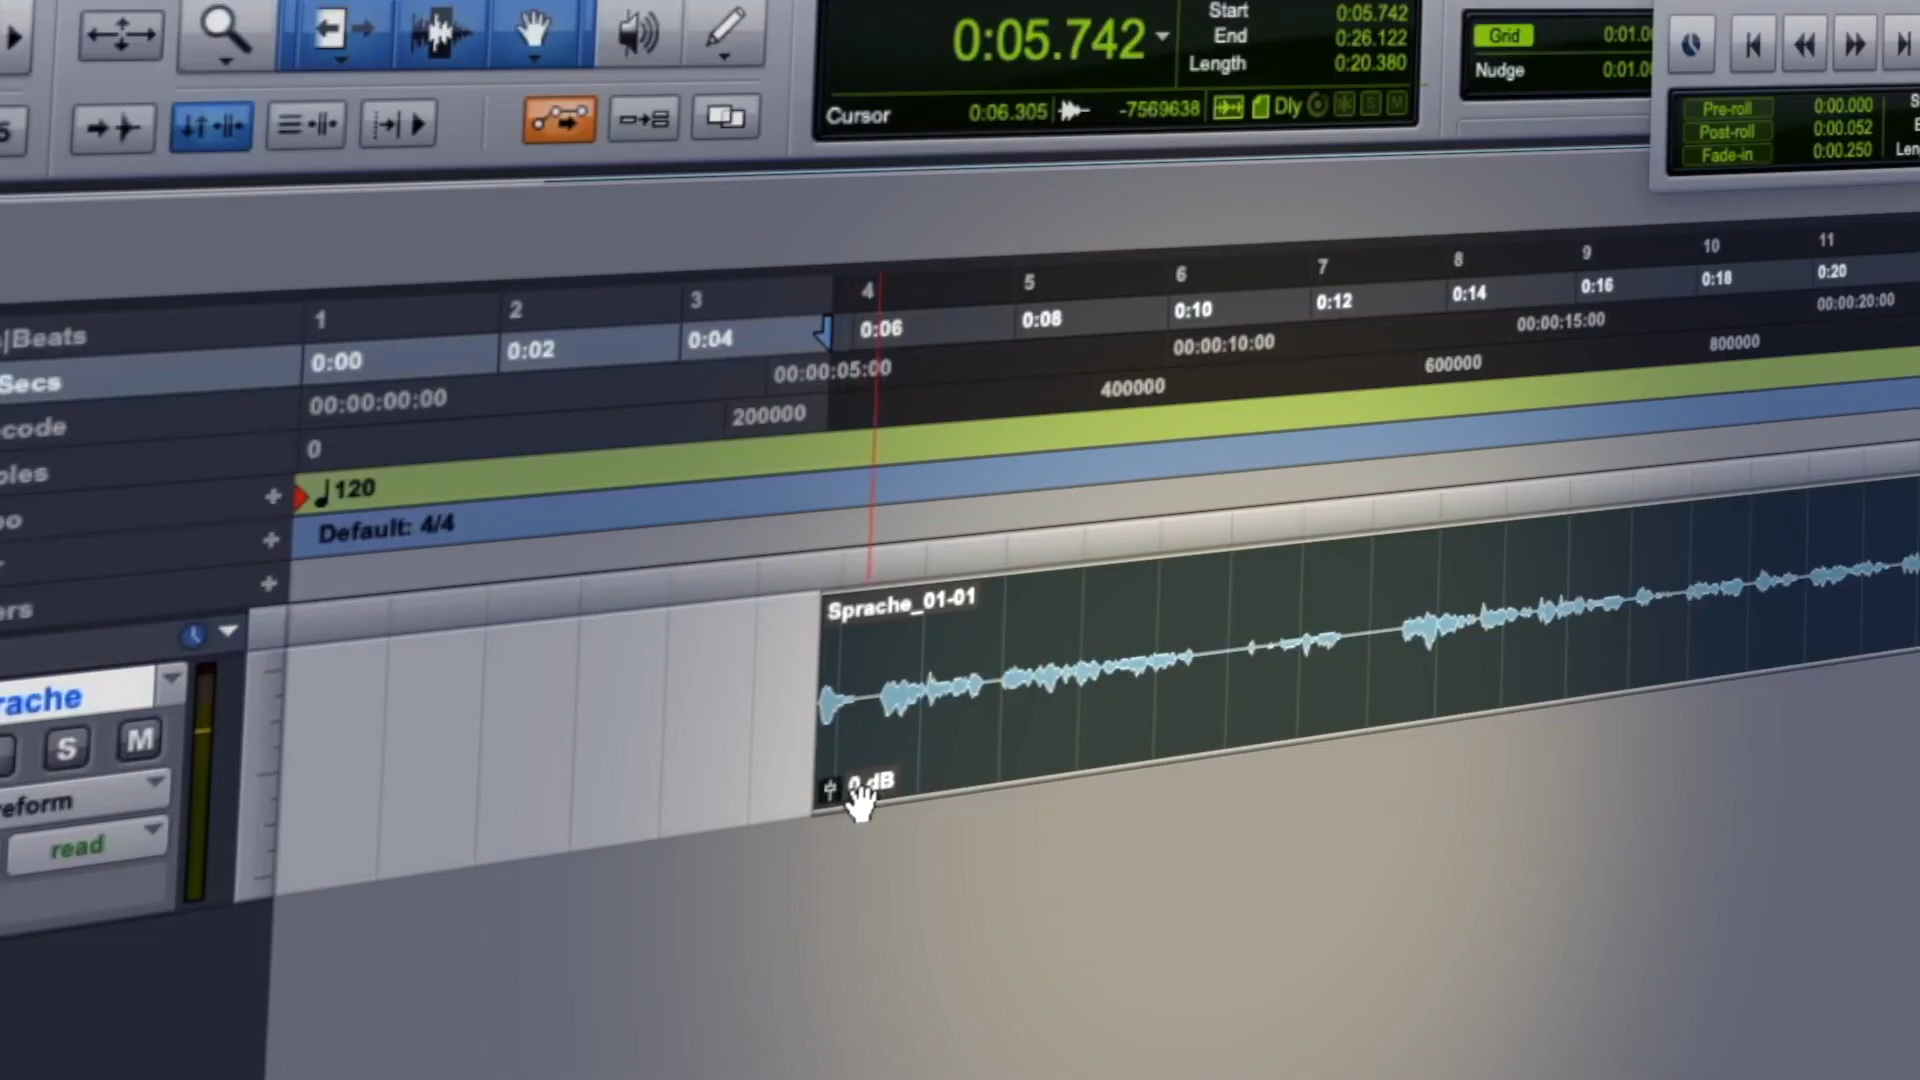 0:05.742
Start 0:05.742
End 0:26.122
Length 0:20.380
Cursor 0:06.305 -7569638 Dly S M
Grid
Nudge
Pre-roll 0:00.000
Post-roll 0:00.052
Fade-in 0:00.250
1 2 3 4 5 6 7 8 9 10 11
|Beats
0:00 0:02 0:04 0:06 0:08 0:10 0:12 0:14 0:16 0:18 0:20
Secs
00:00:00:00 00:00:05:00 00:00:10:00 00:00:15:00 00:00:20:00
code
0 200000 400000 600000 800000
ples
120
Default: 4/4
ers
Sprache_01-01
rache
S M
0 dB
eform
read